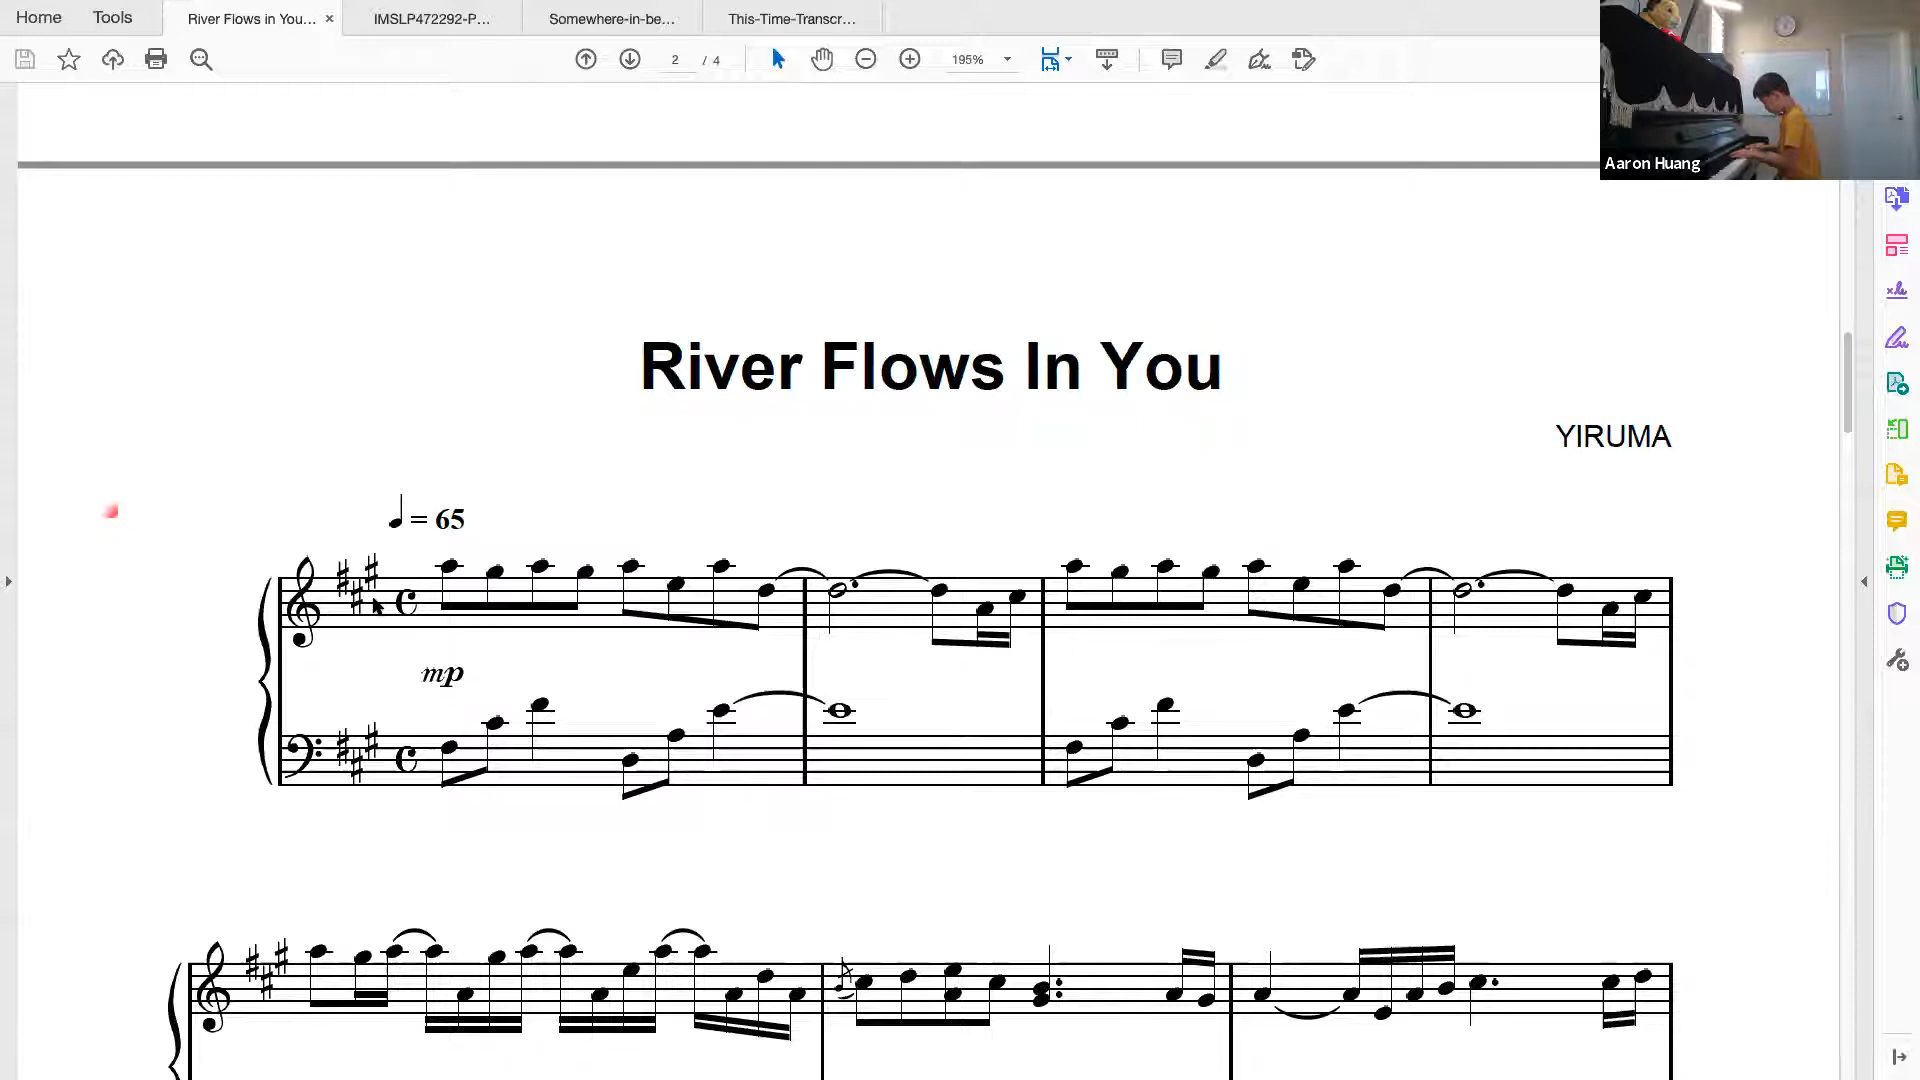 Home Tools River Flows in You... × IMSLP472292-P... Somewhere-in-be... This-Time-Transcr...
2 / 4 195%
Aaron Huang
River Flows In You
YIRUMA
= 65
mp